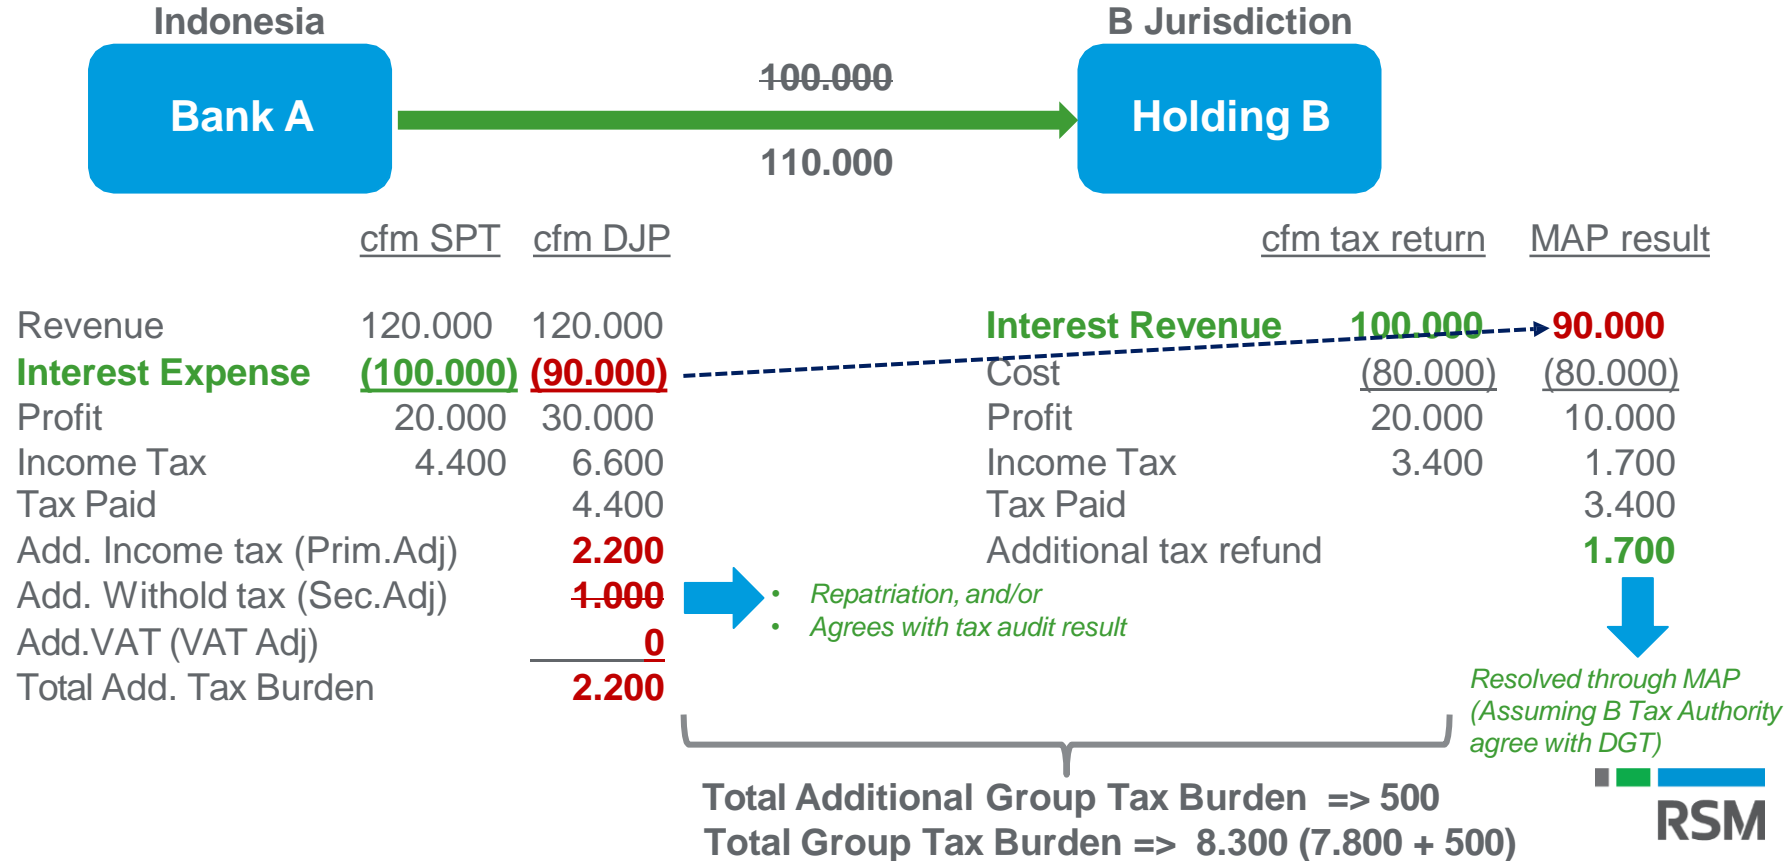 Indonesia
B Jurisdiction
Bank A
100.000
110.000
Holding B
cfm SPT cfm DJP
Revenue 120.000 120.000
Interest Expense (100.000) (90.000)
Profit 20.000 30.000
Income Tax 4.400 6.600
Tax Paid 4.400
Add. Income tax (Prim.Adj) 2.200
Add. Withold tax (Sec.Adj) 1.000
Add.VAT (VAT Adj) 0
Total Add. Tax Burden 2.200
• Repatriation, and/or
• Agrees with tax audit result
cfm tax return MAP result
Interest Revenue 100.000 90.000
Cost (80.000) (80.000)
Profit 20.000 10.000
Income Tax 3.400 1.700
Tax Paid 3.400
Additional tax refund 1.700
Resolved through MAP
(Assuming B Tax Authority
agree with DGT)
Total Additional Group Tax Burden => 500
Total Group Tax Burden => 8.300 (7.800 + 500)
RSM